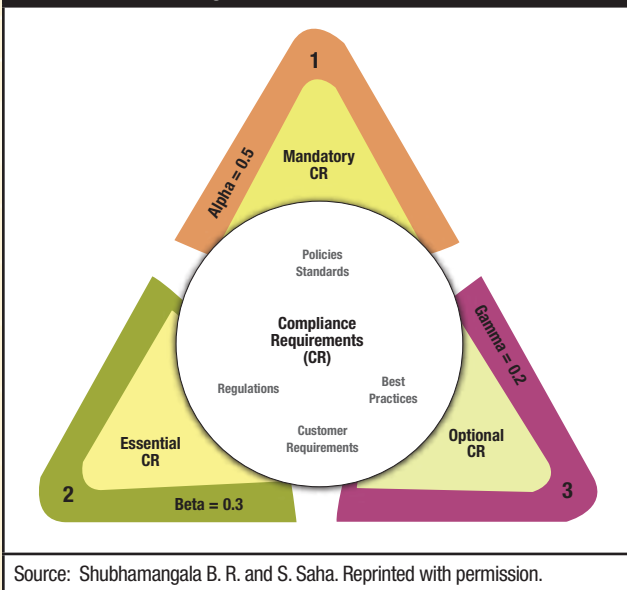 1
Alpha = 0.5
Mandatory
CR
Policies
Standards
Compliance
Requirements
(CR)
Regulations
Best
Practices
Customer
Requirements
Gamma = 0.2
Essential
CR
Optional
CR
2
Beta = 0.3
3
Source: Shubhamangala B. R. and S. Saha. Reprinted with permission.